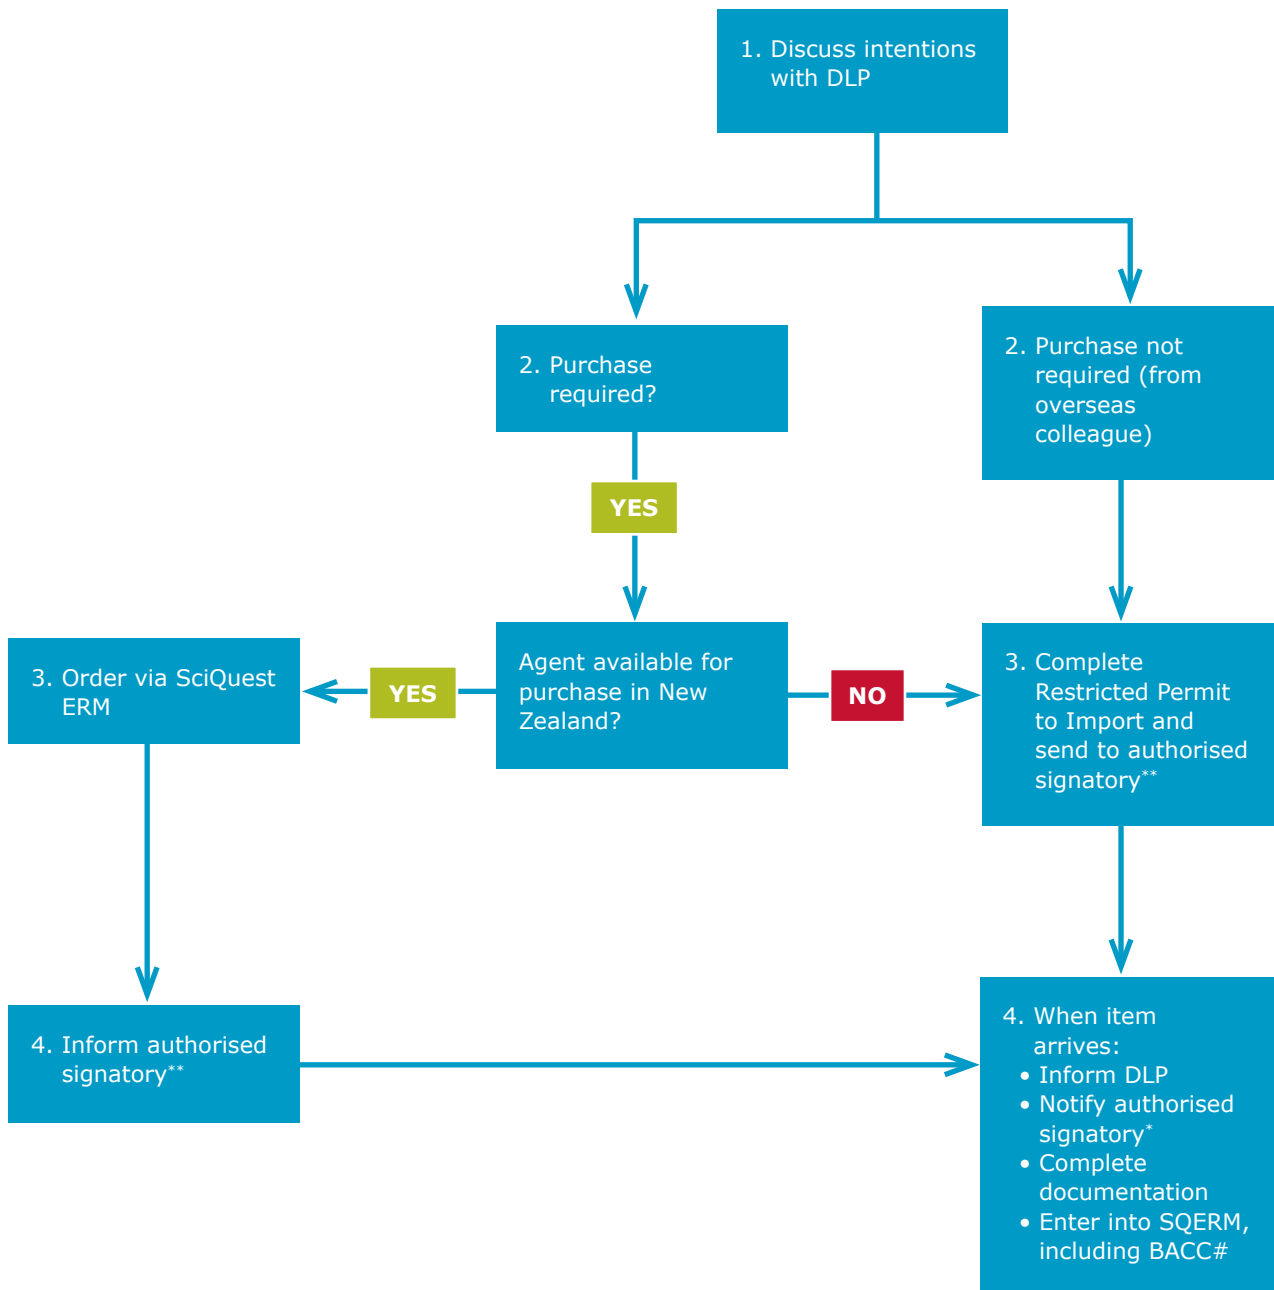 1. Discuss intentions
with DLP
2. Purchase
required?
2. Purchase not
required (from
overseas
colleague)
YES
Agent available for
purchase in New
Zealand?
YES
NO
3. Order via SciQuest
ERM
3. Complete
Restricted Permit
to Import and
send to authorised
signatory**
4. Inform authorised
signatory**
4. When item
arrives:
• Inform DLP
• Notify authorised
signatory*
• Complete
documentation
• Enter into SQERM,
including BACC#